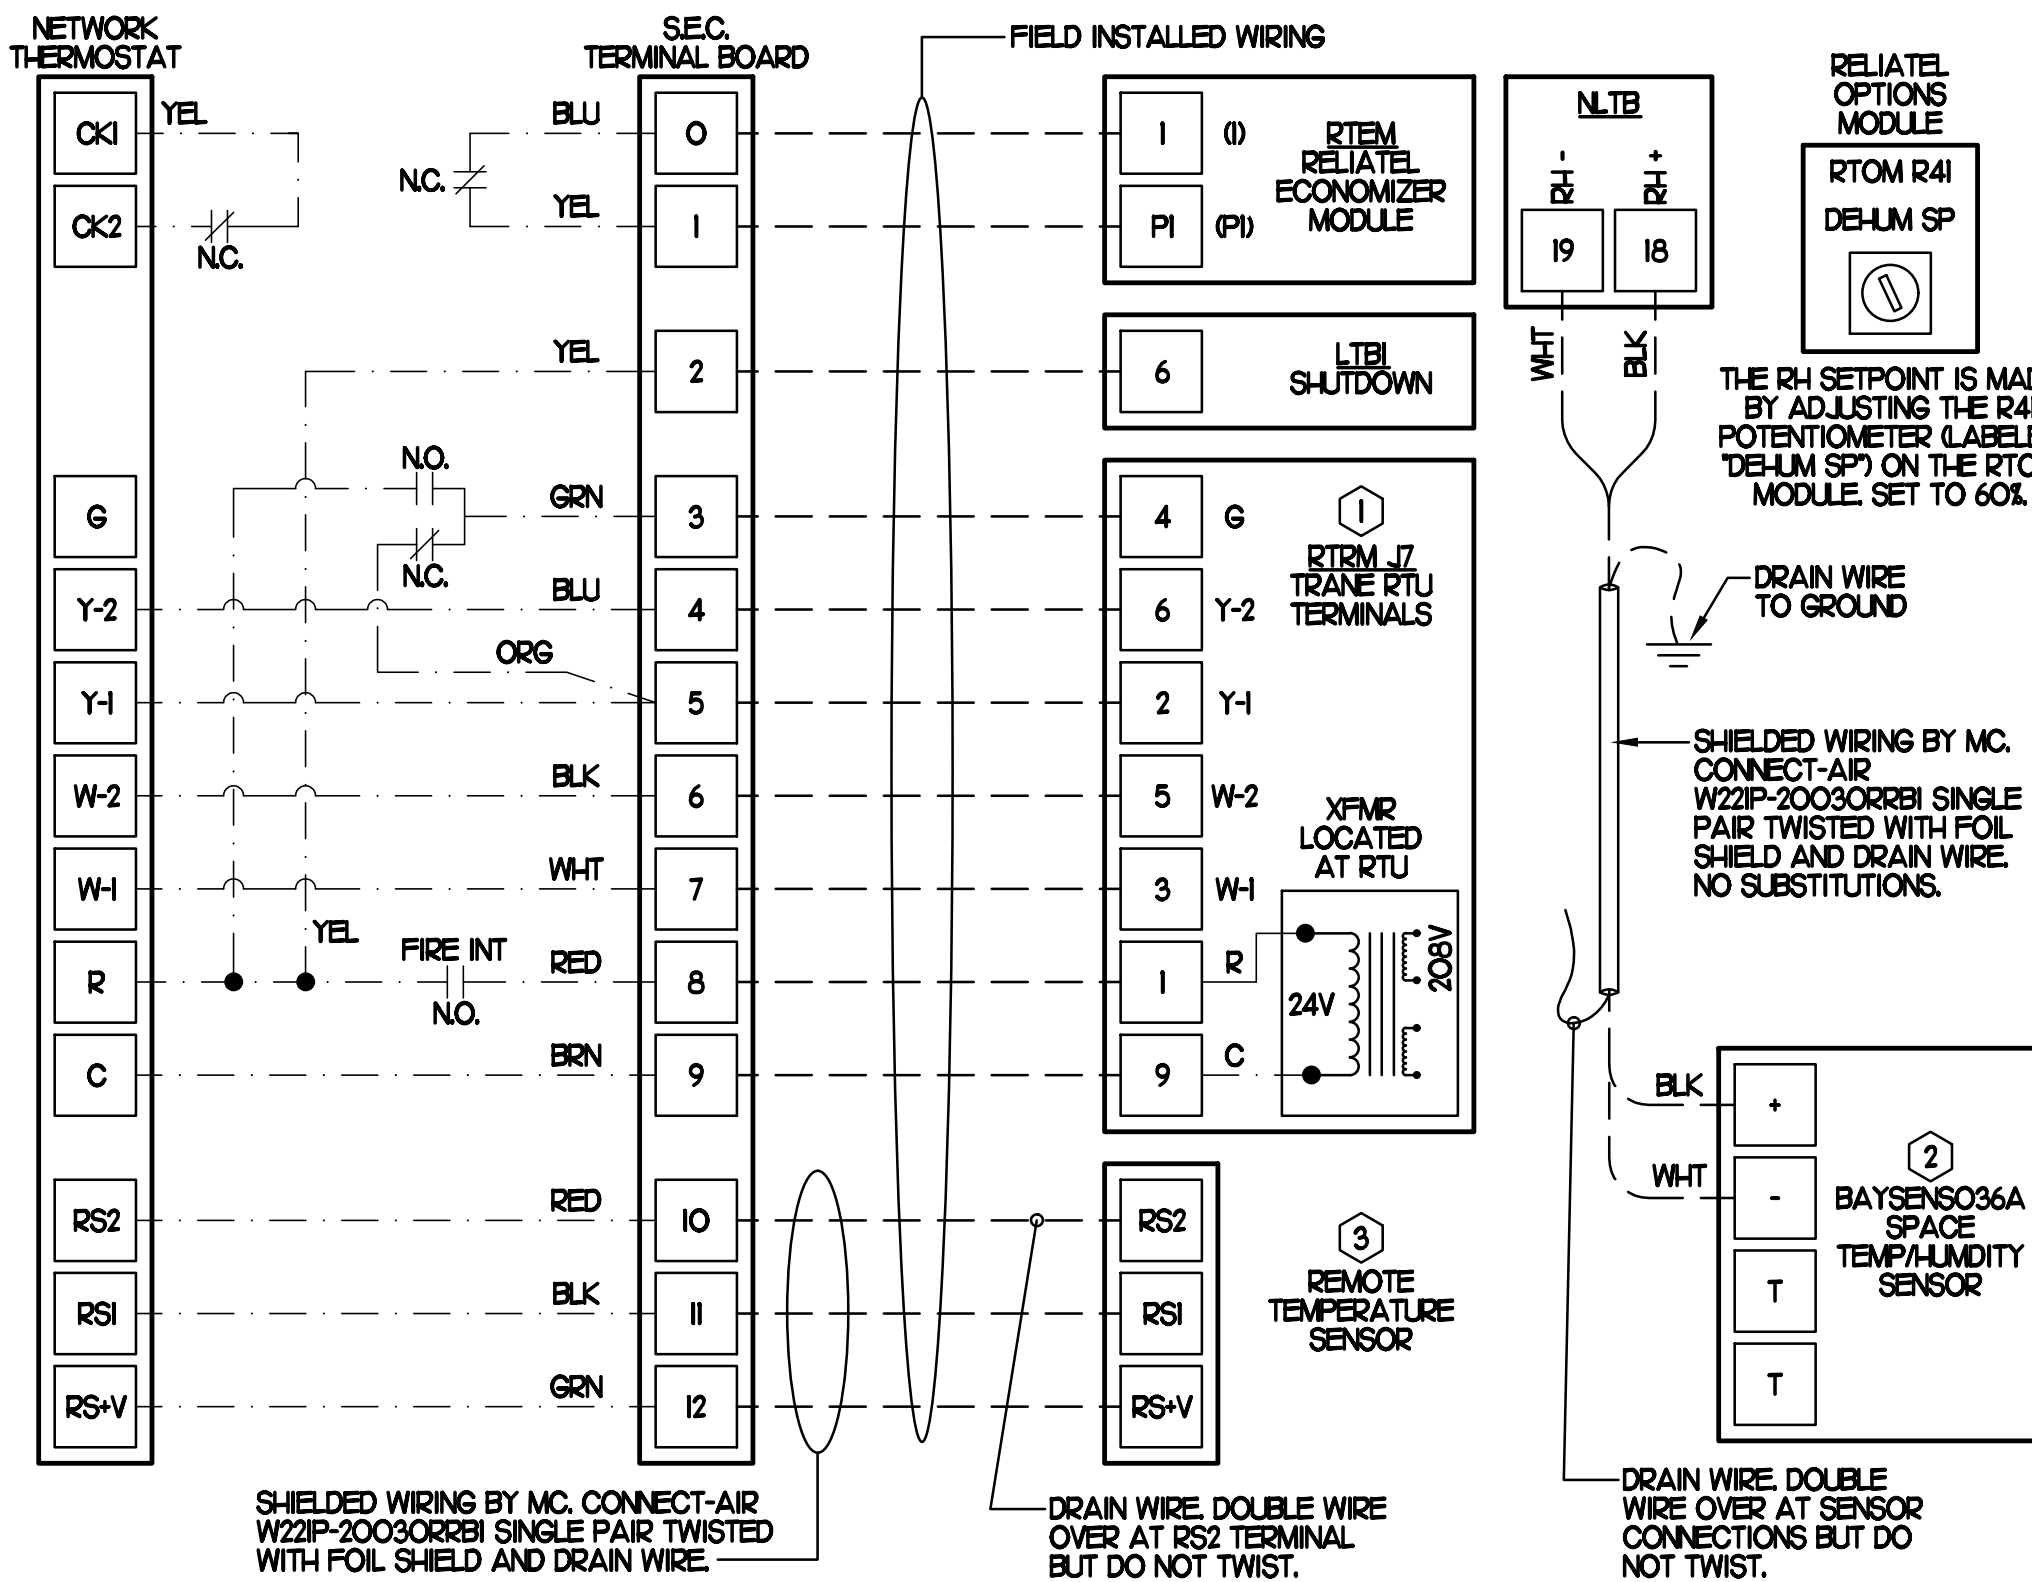 NETWORK
THERMOSTAT
CK1
YEL
CK2
N.C.
G
Y-2
Y-1
W-2
W-1
R
C
RS2
RS1
RS+V
N.C.
N.O.
N.C.
ORG
YEL
FIRE INT
N.O.
S.E.C.
TERMINAL BOARD
BLU
0
YEL
1
YEL
2
GRN
3
BLU
4
5
BLK
6
WHT
7
RED
8
BRN
9
RED
10
BLK
11
GRN
12
SHIELDED WIRING BY MC. CONNECT-AIR
W221P-20030RRB1 SINGLE PAIR TWISTED
WITH FOIL SHIELD AND DRAIN WIRE.
FIELD INSTALLED WIRING
1 (1)
P1 (P1)
RTEM
RELIATEL
ECONOMIZER
MODULE
6
LTB1
SHUTDOWN
4 G
6 Y-2
2 Y-1
5 W-2
3 W-1
1 R
9 C
1
RTRM J7
TRANE RTU
TERMINALS
XFMR
LOCATED
AT RTU
24V
208V
RS2
RS1
RS+V
3
REMOTE
TEMPERATURE
SENSOR
DRAIN WIRE. DOUBLE WIRE
OVER AT RS2 TERMINAL
BUT DO NOT TWIST.
NLTB
RH -
RH +
19
18
WHT
BLK
RELIATEL
OPTIONS
MODULE
RTOM R41
DEHUM SP
THE RH SETPOINT IS
BY ADJUSTING THE
POTENTIOMETER
"DEHUM SP") ON THE
MODULE. SET TO 60%.
DRAIN WIRE
TO GROUND
SHIELDED WIRING BY MC.
CONNECT-AIR
W221P-20030RRB1 SINGLE
PAIR TWISTED WITH FOIL
SHIELD AND DRAIN WIRE.
NO SUBSTITUTIONS.
BLK
WHT
+
-
T
T
2
BAYSENS036A
SPACE
TEMP/HUMDITY
SENSOR
DRAIN WIRE. DOUBLE
WIRE OVER AT SENSOR
CONNECTIONS BUT DO
NOT TWIST.